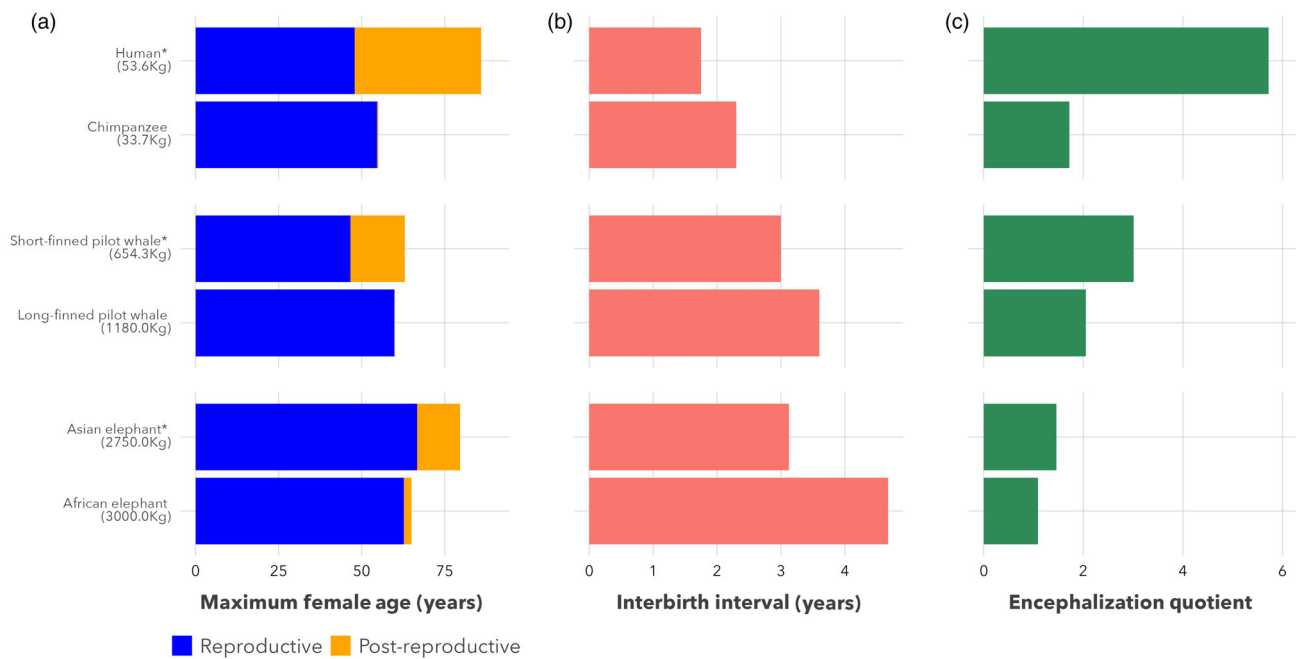 (a)
(b)
(c)
Human*
(53.6Kg)
Chimpanzee
(33.7Kg)
Short-finned pilot whale*
(654.3Kg)
Long-finned pilot whale
(1180.0Kg)
Asian elephant*
(2750.0Kg)
African elephant
(3000.0Kg)
0 25 50 75
0 1 2 3 4
0 2 4 6
Maximum female age (years)
Interbirth interval (years)
Encephalization quotient
Reproductive Post-reproductive